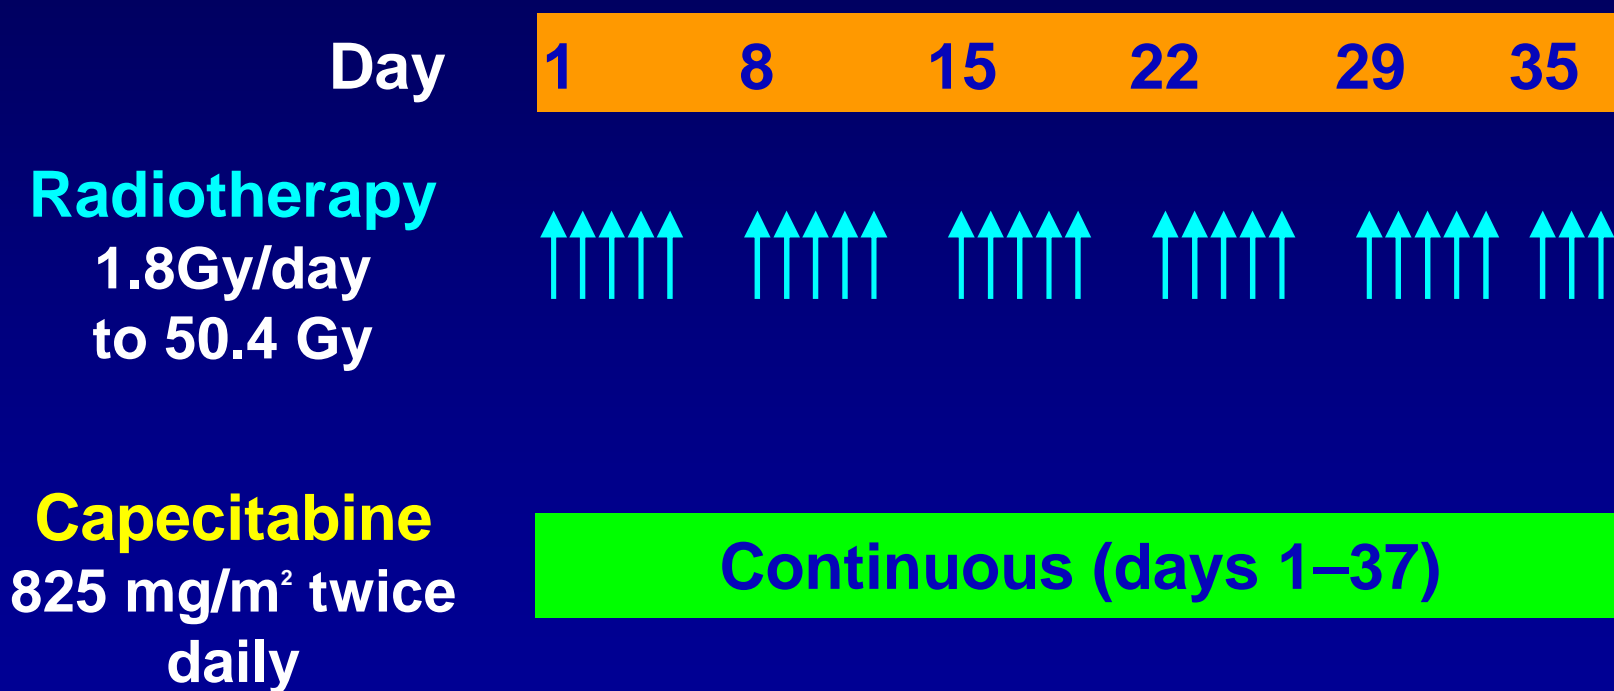 Day 1 8 15 22 29 35
Radiotherapy
1.8Gy/day
to 50.4 Gy
Capecitabine
825 mg/m² twice
daily
Continuous (days 1–37)